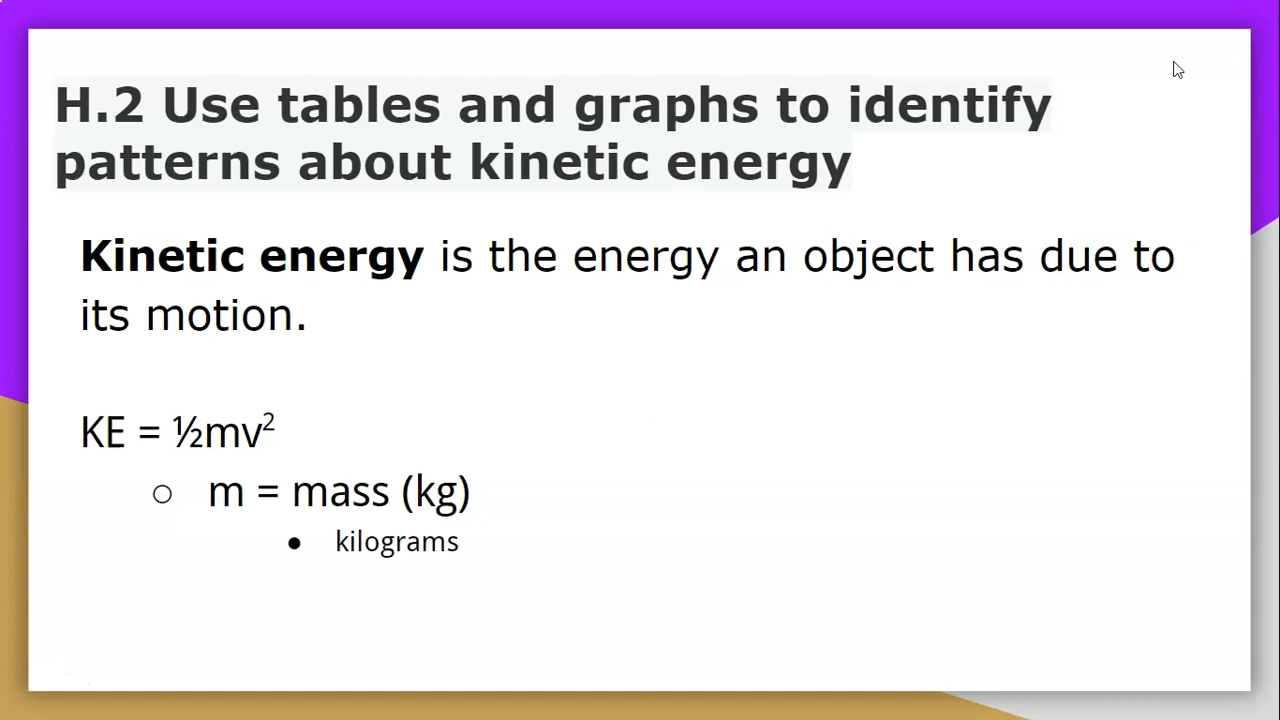 H.2 Use tables and graphs to identify
patterns about kinetic energy
Kinetic energy is the energy an object has due to
its motion.
KE = ½mv²
○ m = mass (kg)
● kilograms